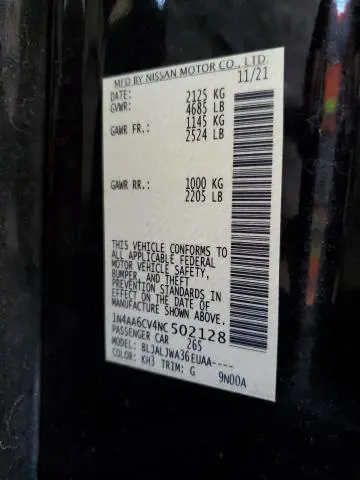 MFD BY NISSAN MOTOR CO., LTD.
11/21
DATE: 2125 KG
GVWR: 4685 LB
GAWR FR.: 1145 KG
2524 LB
GAWR RR.: 1000 KG
2205 LB
THIS VEHICLE CONFORMS TO
ALL APPLICABLE FEDERAL
MOTOR VEHICLE SAFETY,
BUMPER, AND THEFT
PREVENTION STANDARDS IN
EFFECT ON THE DATE OF
MANUFACTURE SHOWN ABOVE.
1N4AA6CV4NC502128
PASSENGER CAR 265
MODEL: BLJALJWA36EUAA----
COLOR: KH3 TRIM: G 9N00A